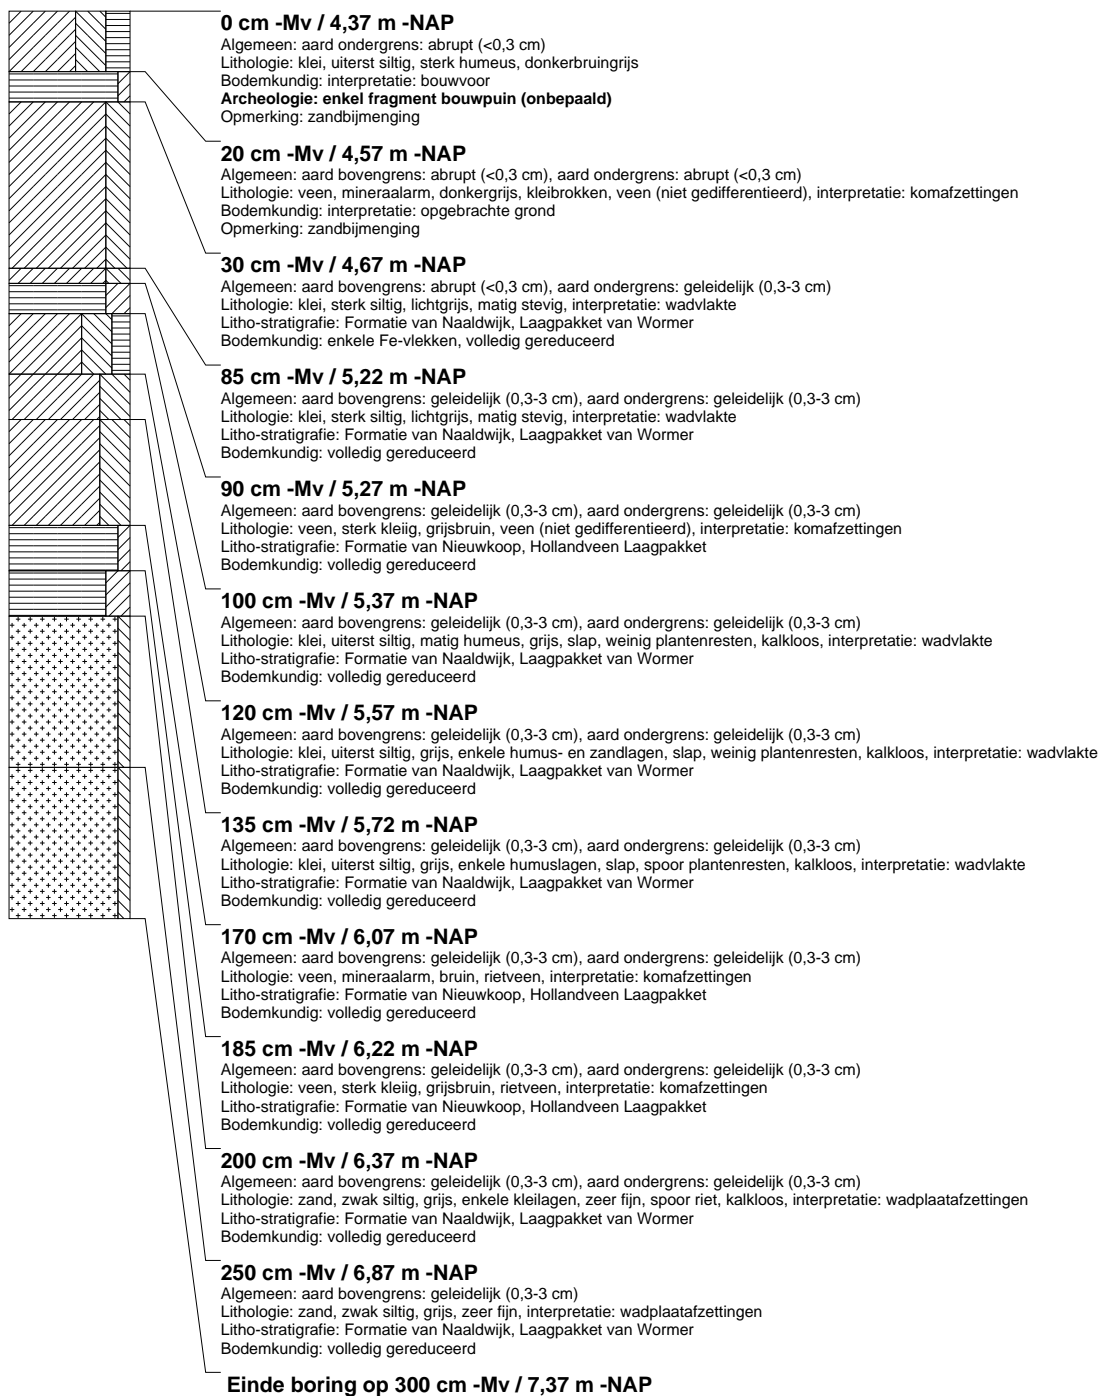 0 cm -Mv / 4,37 m -NAP
Algemeen: aard ondergrens: abrupt (<0,3 cm)
Lithologie: klei, uiterst siltig, sterk humeus, donkerbruingrijs
Bodemkundig: interpretatie: bouwvoor
Archeologie: enkel fragment bouwpuin (onbepaald)
Opmerking: zandbijmenging
20 cm -Mv / 4,57 m -NAP
Algemeen: aard bovengrens: abrupt (<0,3 cm), aard ondergrens: abrupt (<0,3 cm)
Lithologie: veen, mineraalarm, donkergrijs, kleibrokken, veen (niet gedifferentieerd), interpretatie: komafzettingen
Bodemkundig: interpretatie: opgebrachte grond
Opmerking: zandbijmenging
30 cm -Mv / 4,67 m -NAP
Algemeen: aard bovengrens: abrupt (<0,3 cm), aard ondergrens: geleidelijk (0,3-3 cm)
Lithologie: klei, sterk siltig, lichtgrijs, matig stevig, interpretatie: wadvlakte
Litho-stratigrafie: Formatie van Naaldwijk, Laagpakket van Wormer
Bodemkundig: enkele Fe-vlekken, volledig gereduceerd
85 cm -Mv / 5,22 m -NAP
Algemeen: aard bovengrens: geleidelijk (0,3-3 cm), aard ondergrens: geleidelijk (0,3-3 cm)
Lithologie: klei, sterk siltig, lichtgrijs, matig stevig, interpretatie: wadvlakte
Litho-stratigrafie: Formatie van Naaldwijk, Laagpakket van Wormer
Bodemkundig: volledig gereduceerd
90 cm -Mv / 5,27 m -NAP
Algemeen: aard bovengrens: geleidelijk (0,3-3 cm), aard ondergrens: geleidelijk (0,3-3 cm)
Lithologie: veen, sterk kleiig, grijsbruin, veen (niet gedifferentieerd), interpretatie: komafzettingen
Litho-stratigrafie: Formatie van Nieuwkoop, Hollandveen Laagpakket
Bodemkundig: volledig gereduceerd
100 cm -Mv / 5,37 m -NAP
Algemeen: aard bovengrens: geleidelijk (0,3-3 cm), aard ondergrens: geleidelijk (0,3-3 cm)
Lithologie: klei, uiterst siltig, matig humeus, grijs, slap, weinig plantenresten, kalkloos, interpretatie: wadvlakte
Litho-stratigrafie: Formatie van Naaldwijk, Laagpakket van Wormer
Bodemkundig: volledig gereduceerd
120 cm -Mv / 5,57 m -NAP
Algemeen: aard bovengrens: geleidelijk (0,3-3 cm), aard ondergrens: geleidelijk (0,3-3 cm)
Lithologie: klei, uiterst siltig, grijs, enkele humus- en zandlagen, slap, weinig plantenresten, kalkloos, interpretatie: wadvlakte
Litho-stratigrafie: Formatie van Naaldwijk, Laagpakket van Wormer
Bodemkundig: volledig gereduceerd
135 cm -Mv / 5,72 m -NAP
Algemeen: aard bovengrens: geleidelijk (0,3-3 cm), aard ondergrens: geleidelijk (0,3-3 cm)
Lithologie: klei, uiterst siltig, grijs, enkele humuslagen, slap, spoor plantenresten, kalkloos, interpretatie: wadvlakte
Litho-stratigrafie: Formatie van Naaldwijk, Laagpakket van Wormer
Bodemkundig: volledig gereduceerd
170 cm -Mv / 6,07 m -NAP
Algemeen: aard bovengrens: geleidelijk (0,3-3 cm), aard ondergrens: geleidelijk (0,3-3 cm)
Lithologie: veen, mineraalarm, bruin, rietveen, interpretatie: komafzettingen
Litho-stratigrafie: Formatie van Nieuwkoop, Hollandveen Laagpakket
Bodemkundig: volledig gereduceerd
185 cm -Mv / 6,22 m -NAP
Algemeen: aard bovengrens: geleidelijk (0,3-3 cm), aard ondergrens: geleidelijk (0,3-3 cm)
Lithologie: veen, sterk kleiig, grijsbruin, rietveen, interpretatie: komafzettingen
Litho-stratigrafie: Formatie van Nieuwkoop, Hollandveen Laagpakket
Bodemkundig: volledig gereduceerd
200 cm -Mv / 6,37 m -NAP
Algemeen: aard bovengrens: geleidelijk (0,3-3 cm), aard ondergrens: geleidelijk (0,3-3 cm)
Lithologie: zand, zwak siltig, grijs, enkele kleilagen, zeer fijn, spoor riet, kalkloos, interpretatie: wadplaatafzettingen
Litho-stratigrafie: Formatie van Naaldwijk, Laagpakket van Wormer
Bodemkundig: volledig gereduceerd
250 cm -Mv / 6,87 m -NAP
Algemeen: aard bovengrens: geleidelijk (0,3-3 cm)
Lithologie: zand, zwak siltig, grijs, zeer fijn, interpretatie: wadplaatafzettingen
Litho-stratigrafie: Formatie van Naaldwijk, Laagpakket van Wormer
Bodemkundig: volledig gereduceerd
Einde boring op 300 cm -Mv / 7,37 m -NAP